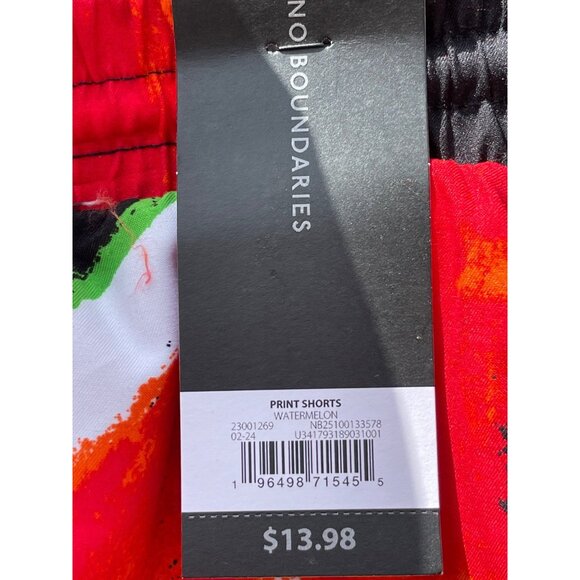 NO BOUNDARIES
PRINT SHORTS
WATERMELON
23001269 NB25100133578
02-24 U341793189031001
1 96498 71545 5
$13.98